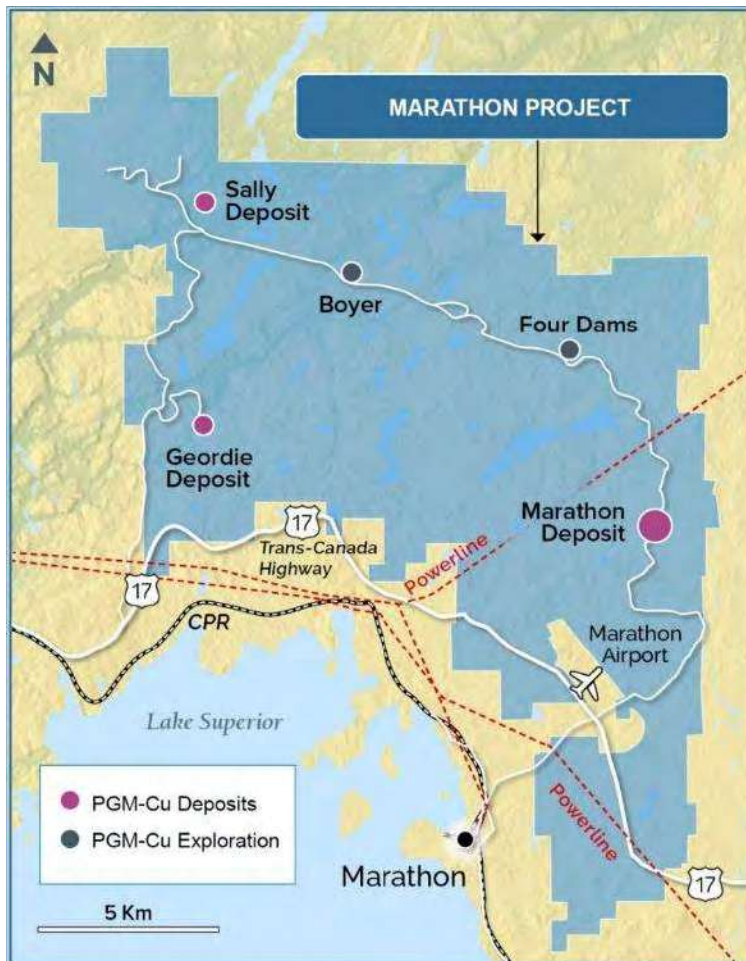 N
MARATHON PROJECT
Sally
Deposit
Boyer
Four Dams
Geordie
Deposit
Marathon
Deposit
17
Trans-Canada
Highway
Powerline
17
CPR
Marathon
Airport
Lake Superior
PGM-Cu Deposits
PGM-Cu Exploration
Powerline
Marathon
17
5 Km